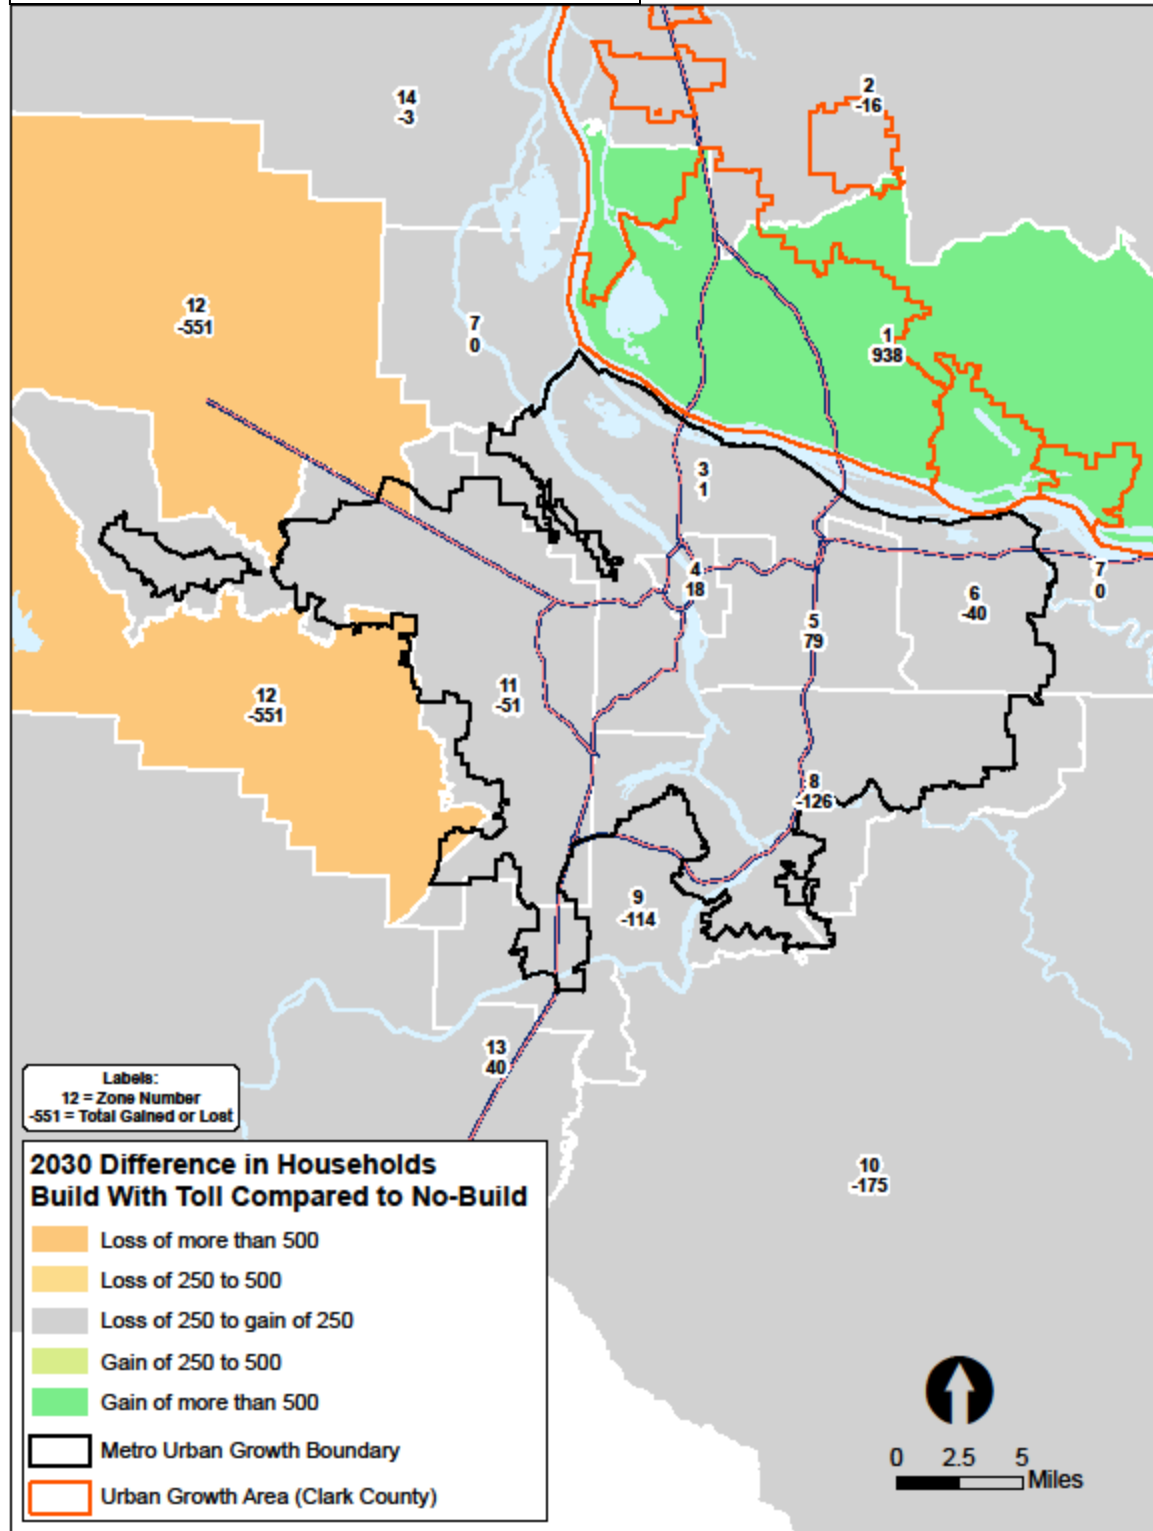 14
-3
2
-16
12
-551
7
0
1
938
3
1
4
18
7
0
6
-40
5
79
11
-51
12
-551
8
-126
9
-114
13
40
10
-175
Labels:
12 = Zone Number
-551 = Total Gained or Lost
2030 Difference in Households
Build With Toll Compared to No-Build
Loss of more than 500
Loss of 250 to 500
Loss of 250 to gain of 250
Gain of 250 to 500
Gain of more than 500
Metro Urban Growth Boundary
Urban Growth Area (Clark County)
0 2.5 5
Miles